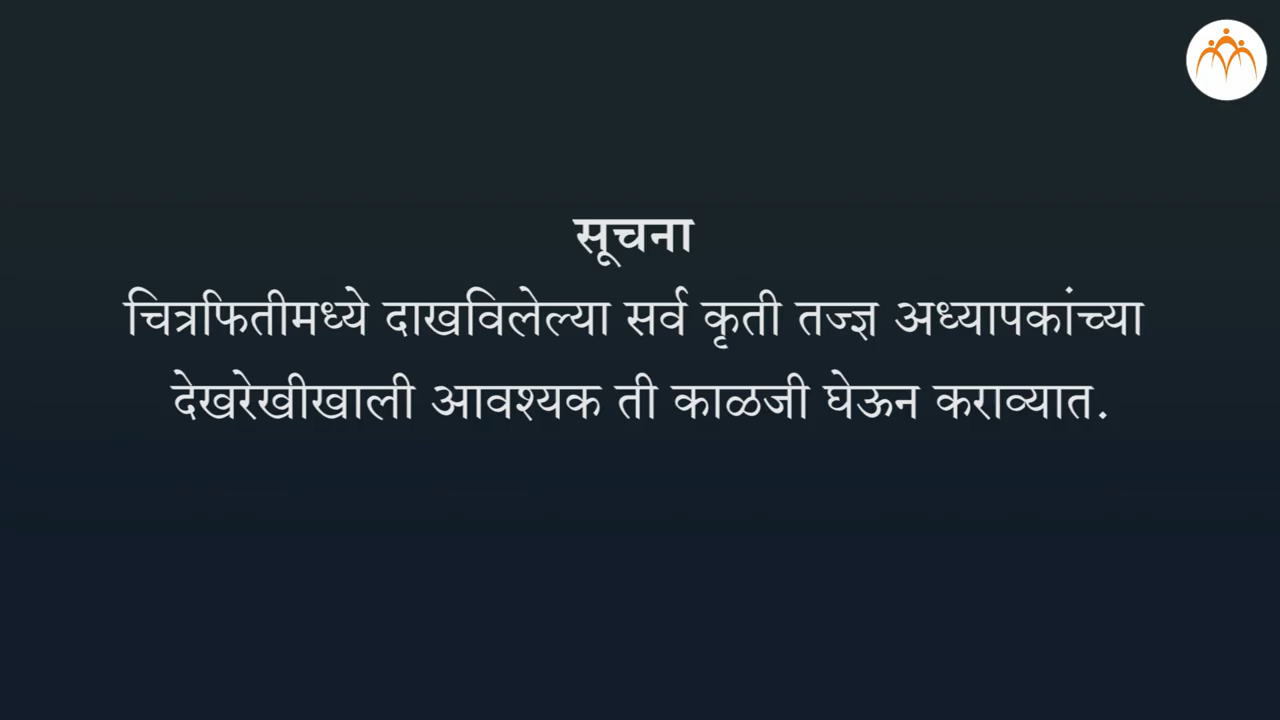 सूचना
चित्रफितीमध्ये दाखविलेल्या सर्व कृती तज्ज्ञ अध्यापकांच्या
देखरेखीखाली आवश्यक ती काळजी घेऊन कराव्यात.